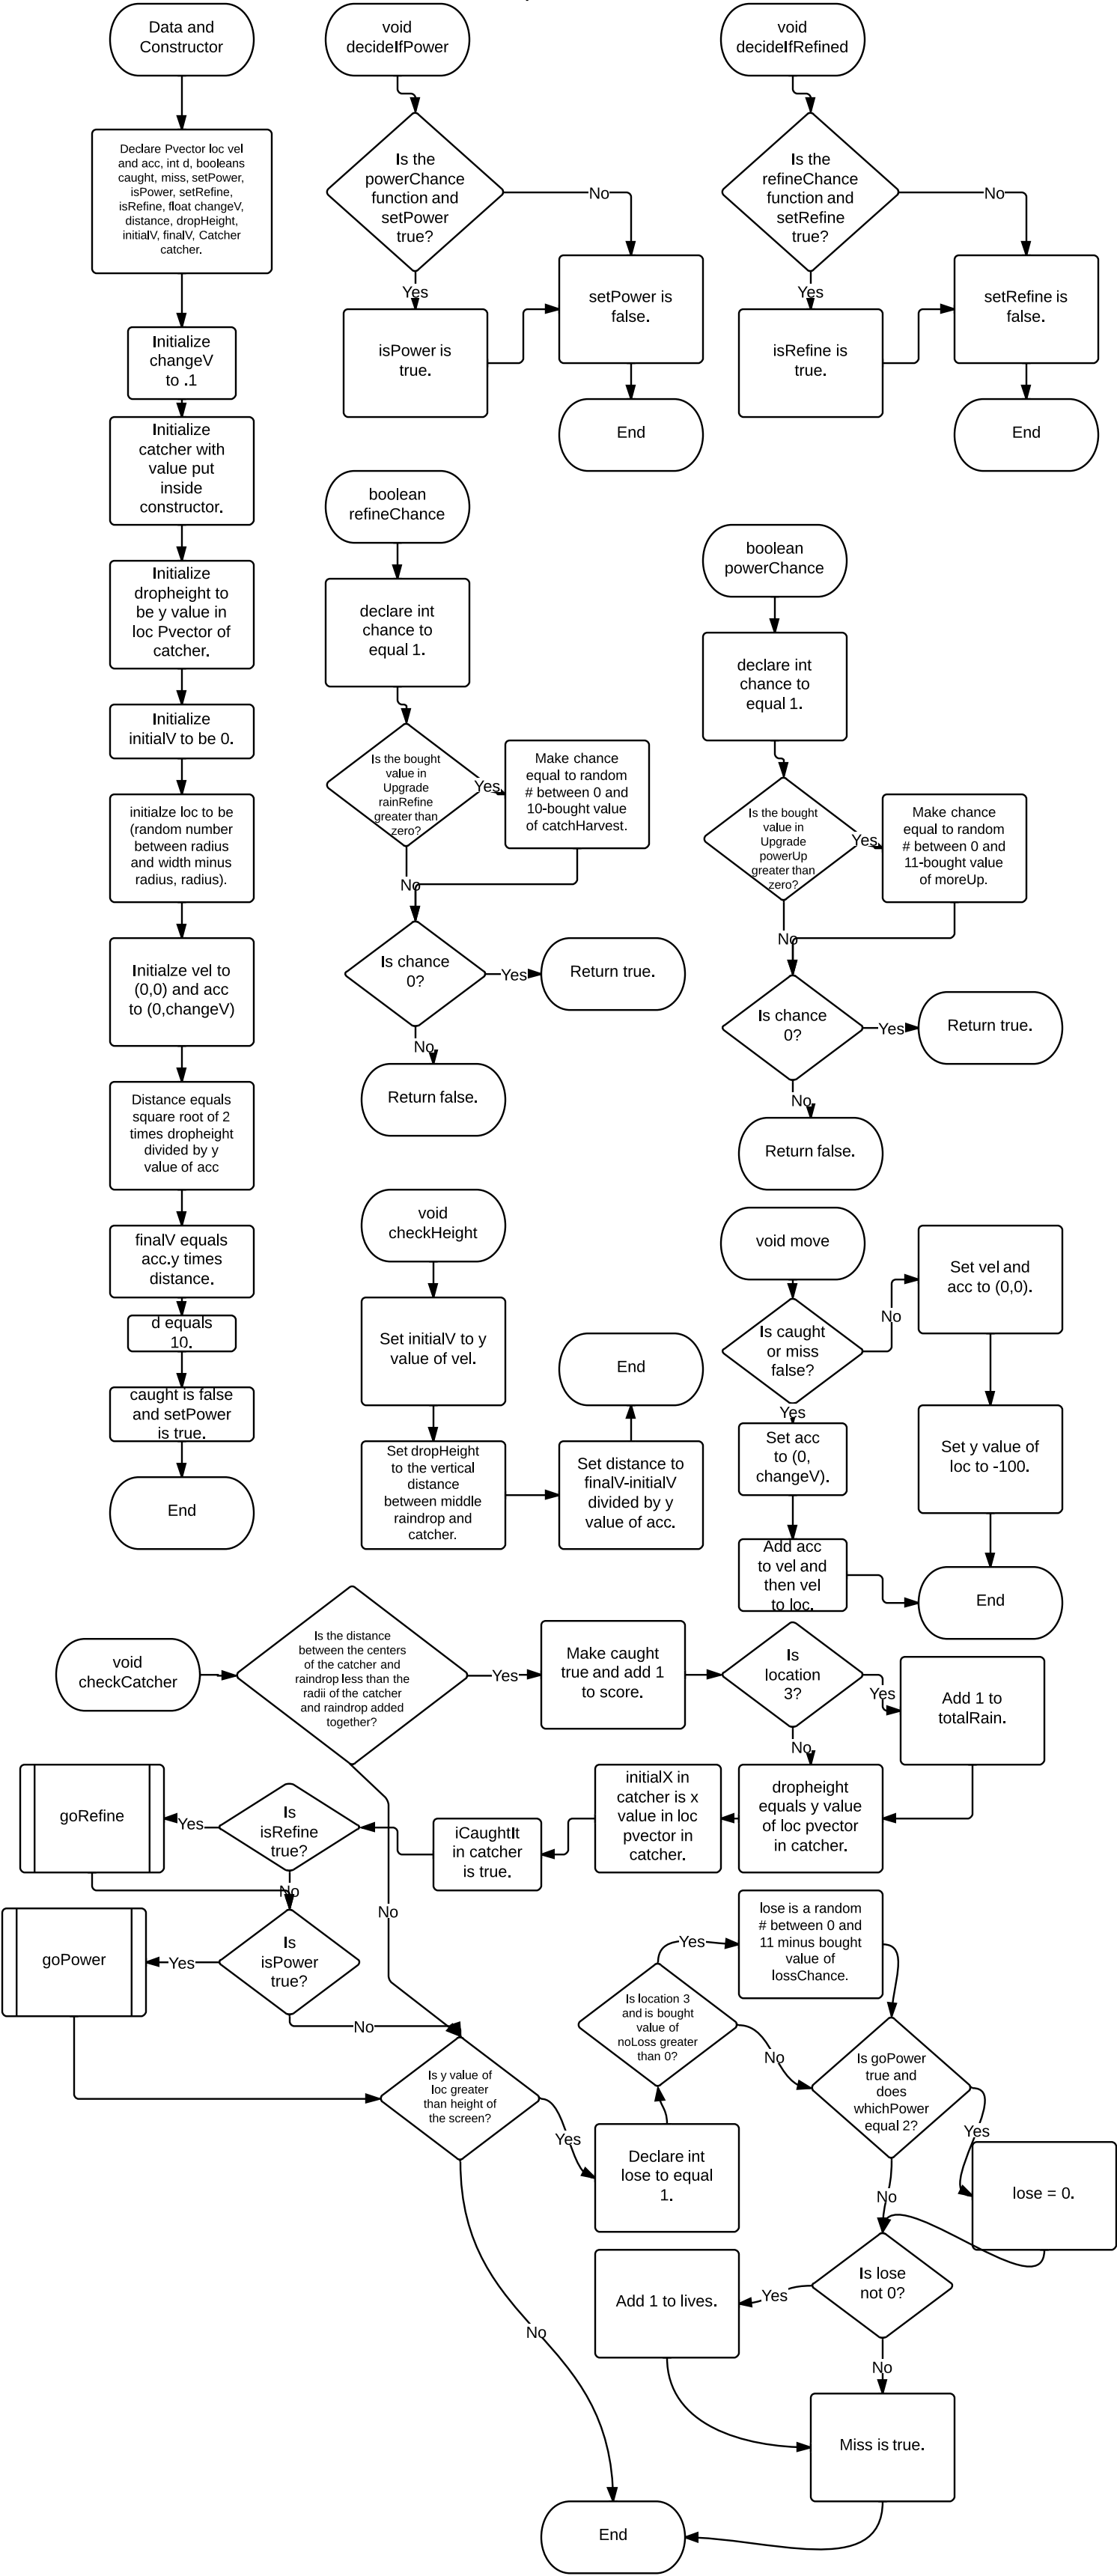 Data and
Constructor
Declare Pvector loc vel
and acc, int d, booleans
caught, miss, setPower,
isPower, setRefine,
isRefine, float changeV,
distance, dropHeight,
initialV, finalV, Catcher
catcher.
Initialize
changeV
to .1
Initialize
catcher with
value put
inside
constructor.
Initialize
dropheight to
be y value in
loc Pvector of
catcher.
Initialize
initialV to be 0.
initialze loc to be
(random number
between radius
and width minus
radius, radius).
Initialze vel to
(0,0) and acc
to (0,changeV)
Distance equals
square root of 2
times dropheight
divided by y
value of acc
finalV equals
acc.y times
distance.
d equals
10.
caught is false
and setPower
is true.
End
void
decideIfPower
Is the
powerChance
function and
setPower
true?
No
Yes
setPower is
false.
isPower is
true.
End
void
decideIfRefined
Is the
refineChance
function and
setRefine
true?
No
Yes
setRefine is
false.
isRefine is
true.
End
boolean
refineChance
declare int
chance to
equal 1.
Is the bought
value in
Upgrade
rainRefine
greater than
zero?
Yes
Make chance
equal to random
# between 0 and
10-bought value
of catchHarvest.
No
Is chance
0?
Yes
Return true.
No
Return false.
boolean
powerChance
declare int
chance to
equal 1.
Is the bought
value in
Upgrade
powerUp
greater than
zero?
Yes
Make chance
equal to random
# between 0 and
11-bought value
of moreUp.
No
Is chance
0?
Yes
Return true.
No
Return false.
void
checkHeight
Set initialV to y
value of vel.
Set dropHeight
to the vertical
distance
between middle
raindrop and
catcher.
Set distance to
finalV-initialV
divided by y
value of acc.
End
void move
Is caught
or miss
false?
No
Set vel and
acc to (0,0).
Yes
Set acc
to (0,
changeV).
Set y value of
loc to -100.
Add acc
to vel and
then vel
to loc.
End
void
checkCatcher
Is the distance
between the centers
of the catcher and
raindrop less than the
radii of the catcher
and raindrop added
together?
Yes
Make caught
true and add 1
to score.
Is
location
3?
Yes
Add 1 to
totalRain.
No
dropheight
equals y value
of loc pvector
in catcher.
initialX in
catcher is x
value in loc
pvector in
catcher.
iCaughtIt
in catcher
is true.
Is
isRefine
true?
Yes
goRefine
No
Is
isPower
true?
Yes
goPower
No
No
Is y value of
loc greater
than height of
the screen?
Yes
Declare int
lose to equal
1.
Is location 3
and is bought
value of
noLoss greater
than 0?
Yes
lose is a random
# between 0 and
11 minus bought
value of
lossChance.
No
Is goPower
true and
does
whichPower
equal 2?
Yes
lose = 0.
No
Is lose
not 0?
Yes
Add 1 to lives.
No
Miss is true.
No
End